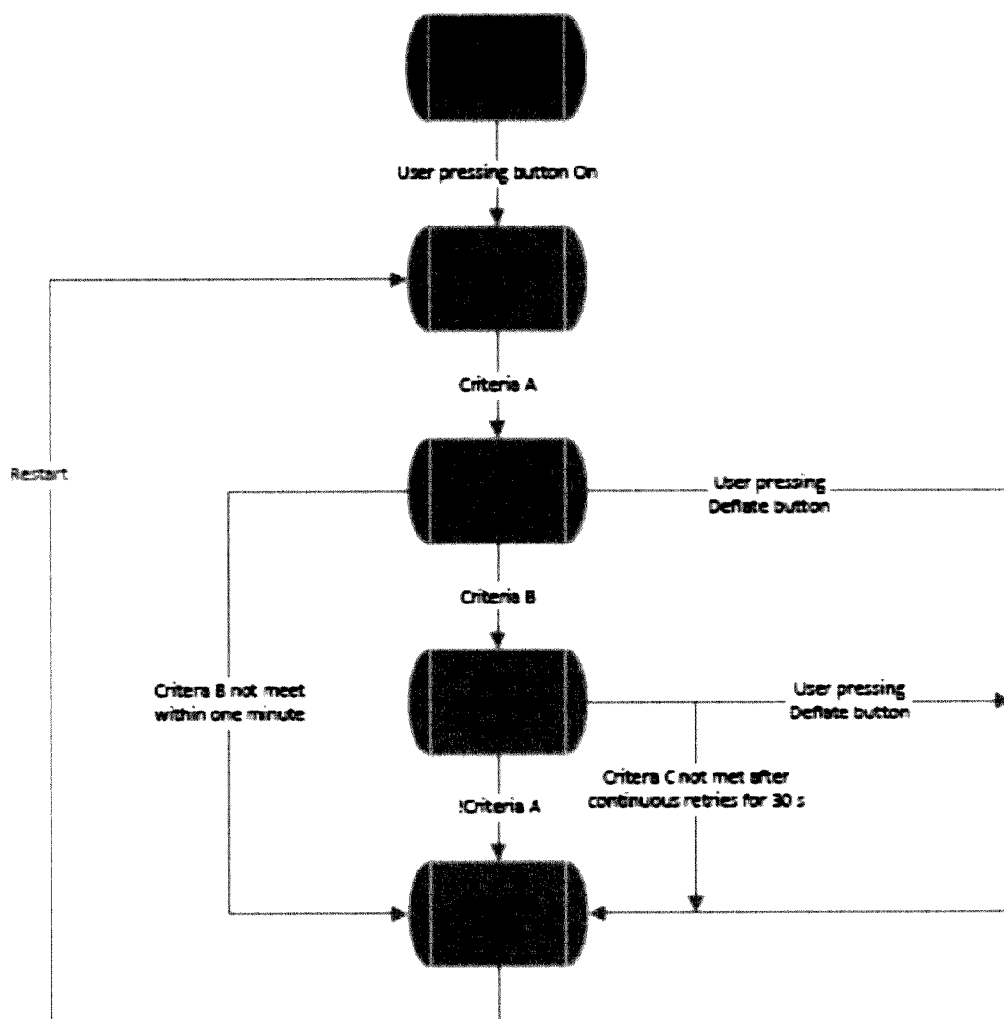 User pressing button On
Criteria A
Restart
User pressing
Deflate button
Criteria B
Critera B not meet
within one minute
User pressing
Deflate button
Critera C not met after
continuous retries for 30 s
!Criteria A